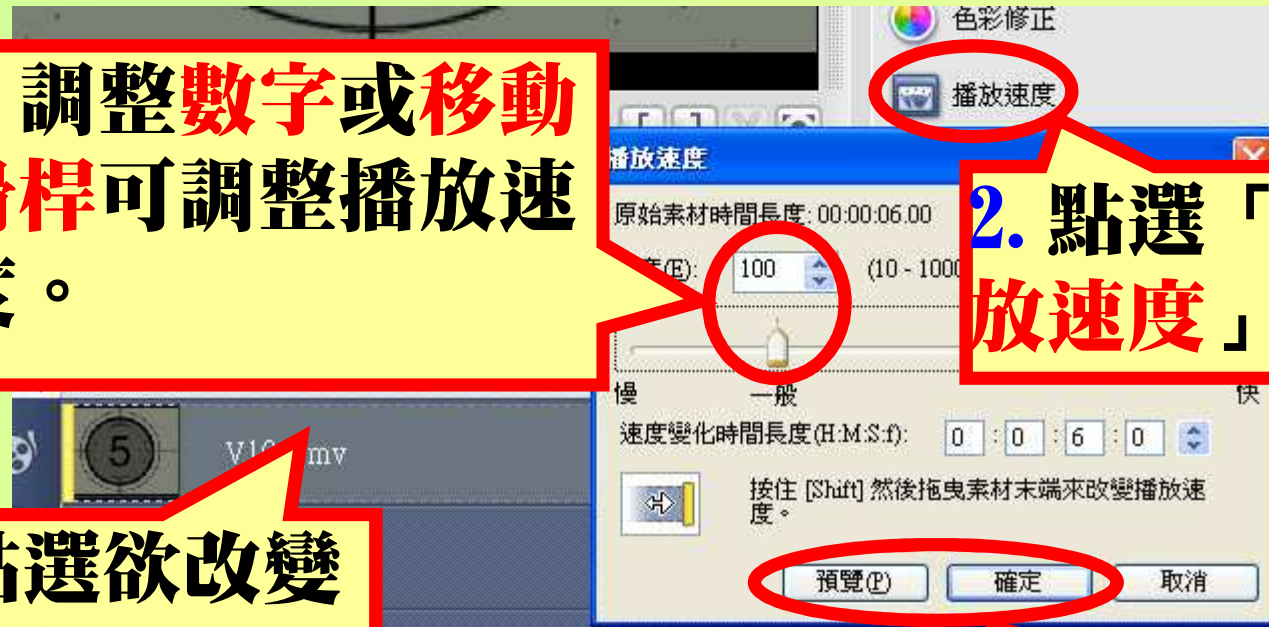 色彩修正
播放速度
調整數字或移動
桿可調整播放速
度。
播放速度
原始素材時間長度: 00:00:06.00
(E): 100 (10 - 1000
2. 點選「
放速度」
慢 一般 快
速度變化時間長度(H:M:S:f): 0 : 0 : 6 : 0
按住 [Shift] 然後拖曳素材末端來改變播放速
度。
5
mv
點選欲改變
預覽(P) 確定 取消